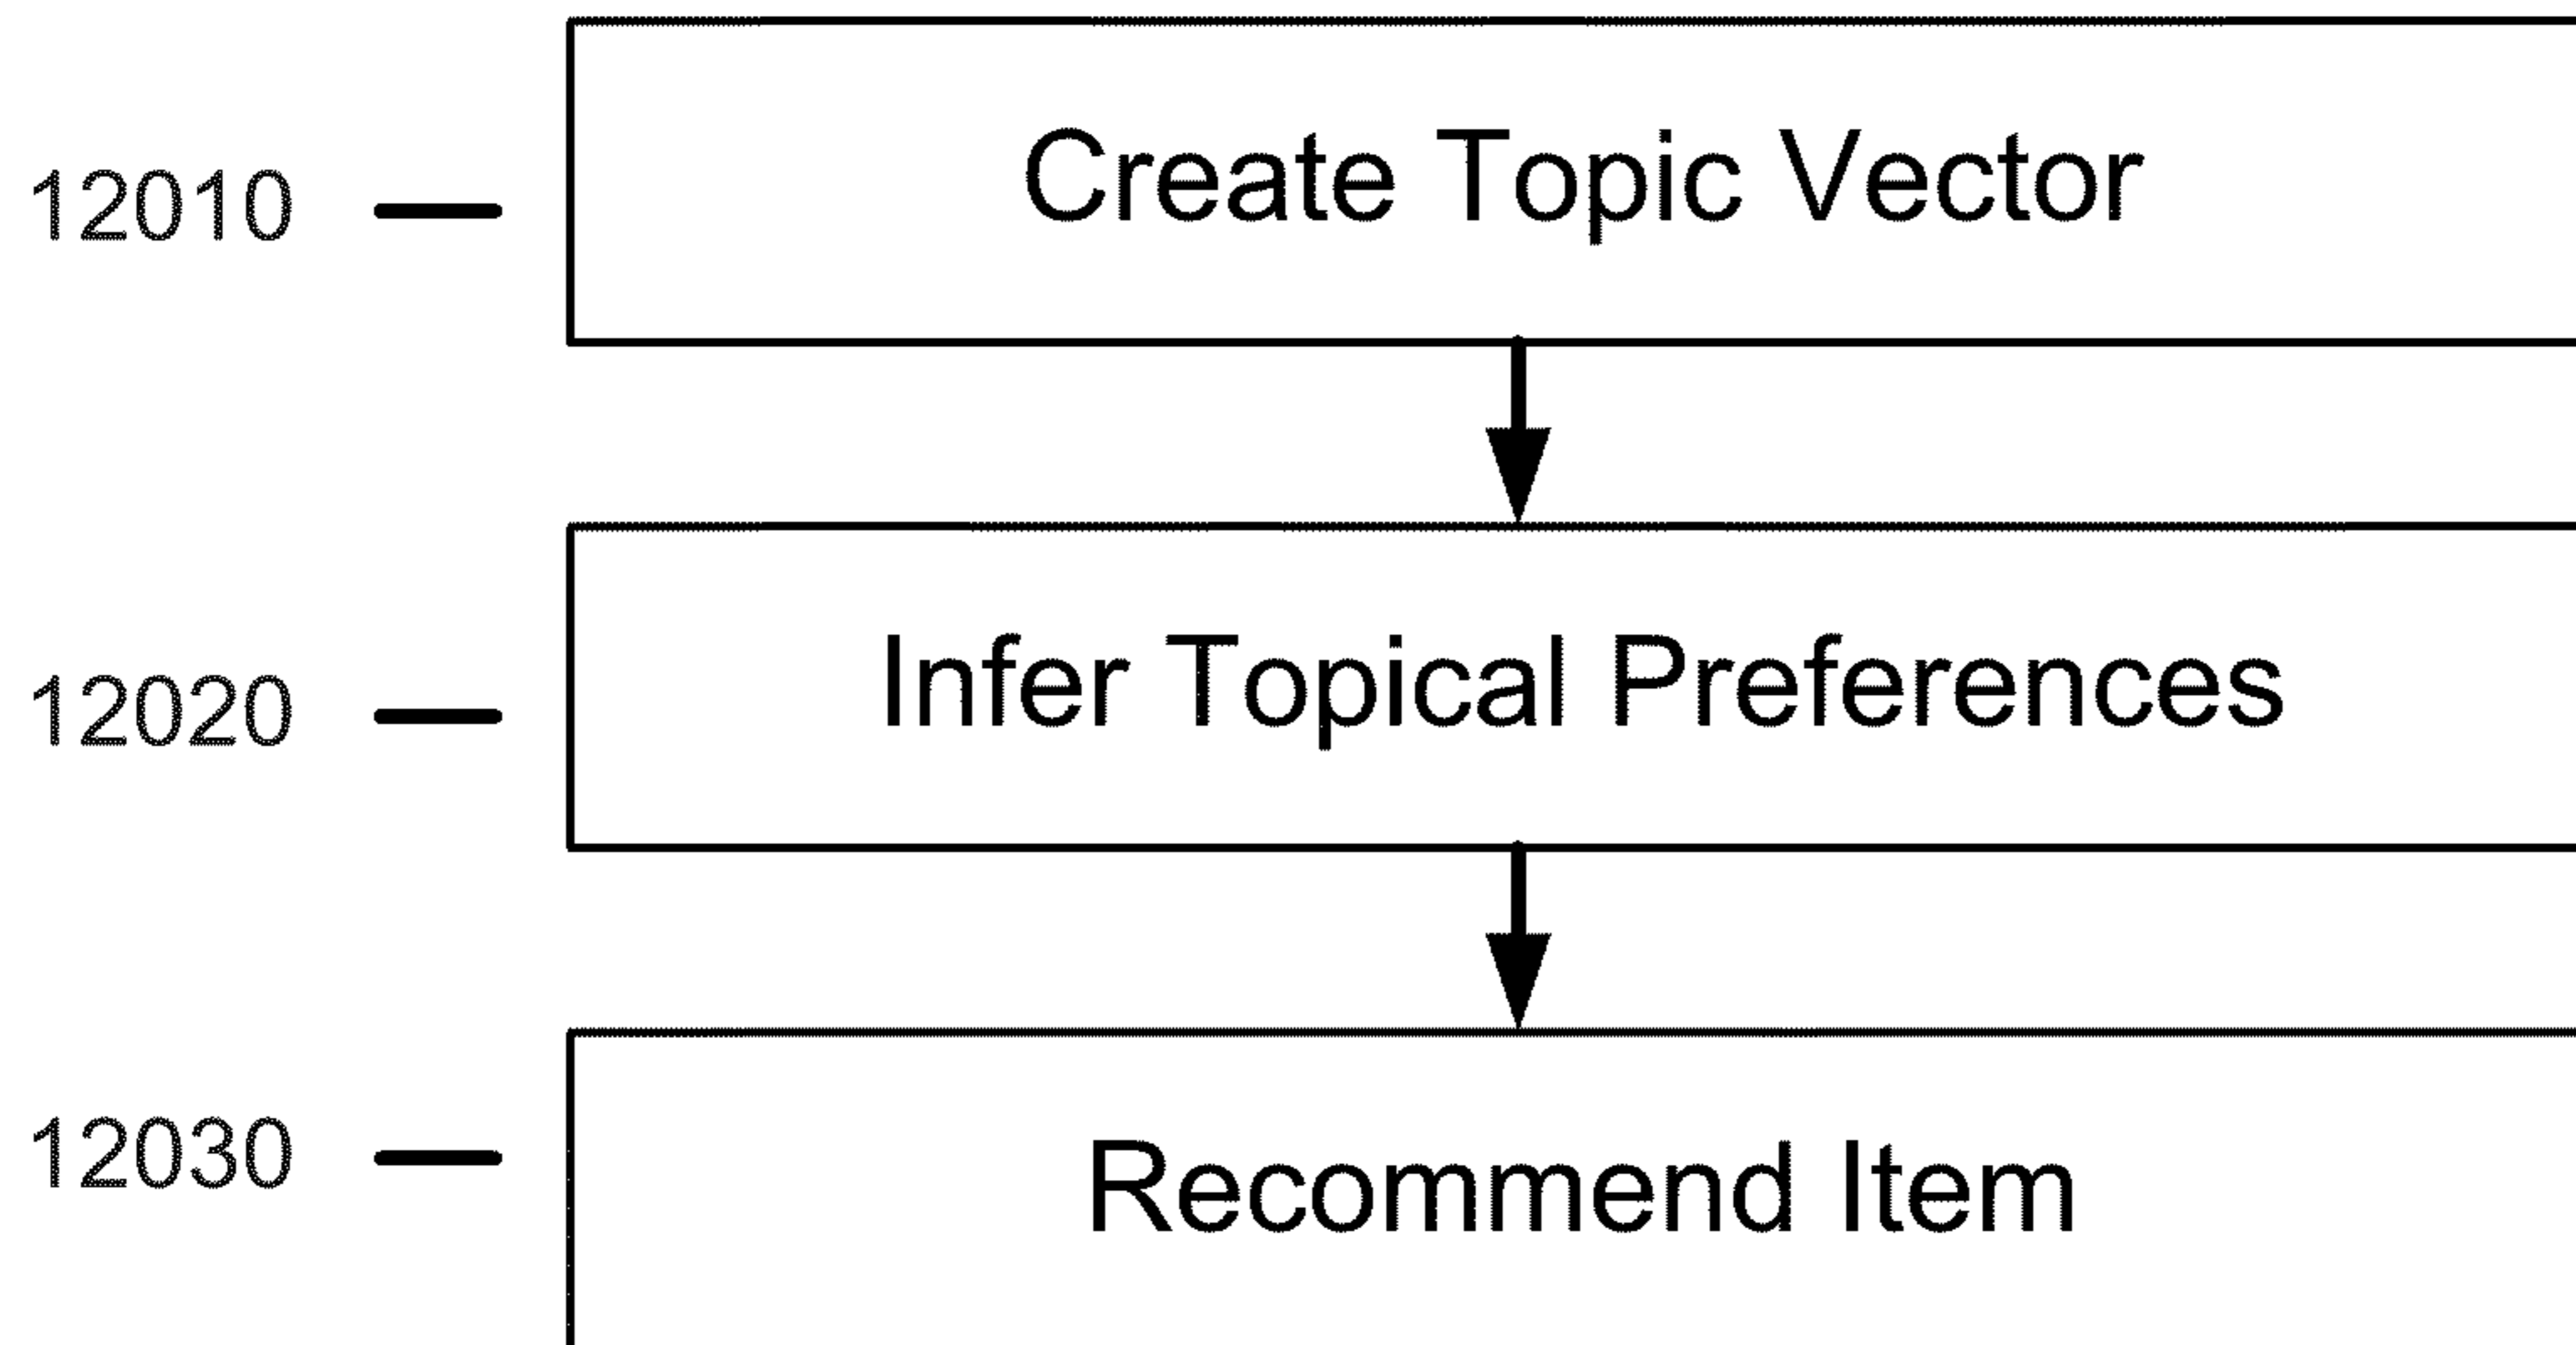 12010 Create Topic Vector
12020 Infer Topical Preferences
12030 Recommend Item